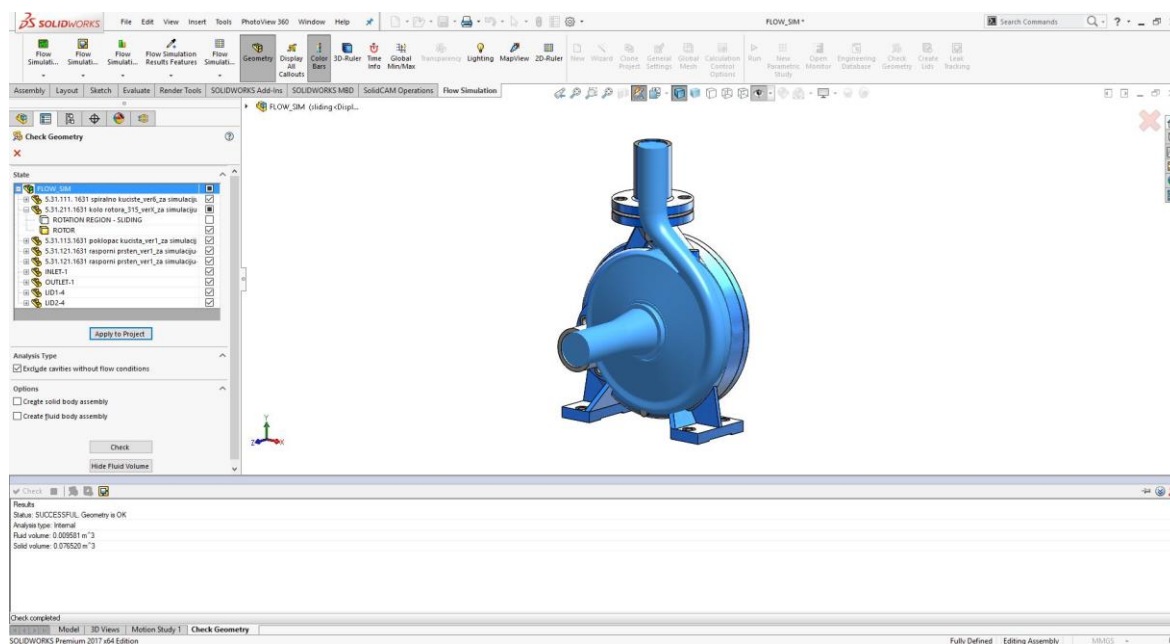 SOLIDWORKS File Edit View Insert Tools PhotoView 360 Window Help FLOW_SIM * Search Commands
Flow Simulati... Flow Simulati... Flow Simulati... Flow Simulation Results Features Flow Simulati... Geometry Display All Callouts Color Bars 3D-Ruler Time Info Global Min/Max Transparency Lighting MapView 2D-Ruler New Wizard Clone Project General Settings Global Mesh Calculation Control Options Run New Parametric Study Open Monitor Engineering Database Check Geometry Create Lids Leak Tracking
Assembly Layout Sketch Evaluate Render Tools SOLIDWORKS Add-Ins SOLIDWORKS MBD SolidCAM Operations Flow Simulation
FLOW_SIM (sliding<Displ...
Check Geometry
State
FLOW_SIM
5.31.111. 1631 spiralno kuciste_ver6_za simulaciju
5.31.211.1631 kolo rotora_315_verX_za simulaciju
ROTATION REGION - SLIDING
ROTOR
5.31.113.1631 poklopac kucista_ver1_za simulacij
5.31.121.1631 rasporni prsten_ver1_za simulaciju
5.31.121.1631 rasporni prsten_ver1_za simulaciju
INLET-1
OUTLET-1
LID1-4
LID2-4
Apply to Project
Analysis Type
Exclude cavities without flow conditions
Options
Create solid body assembly
Create fluid body assembly
Check
Hide Fluid Volume
Y
Z X
Check
Results
Status: SUCCESSFUL. Geometry is OK
Analysis type: Internal
Fluid volume: 0.009581 m^3
Solid volume: 0.076520 m^3
Check completed
Model 3D Views Motion Study 1 Check Geometry
SOLIDWORKS Premium 2017 x64 Edition Fully Defined Editing Assembly MMGS